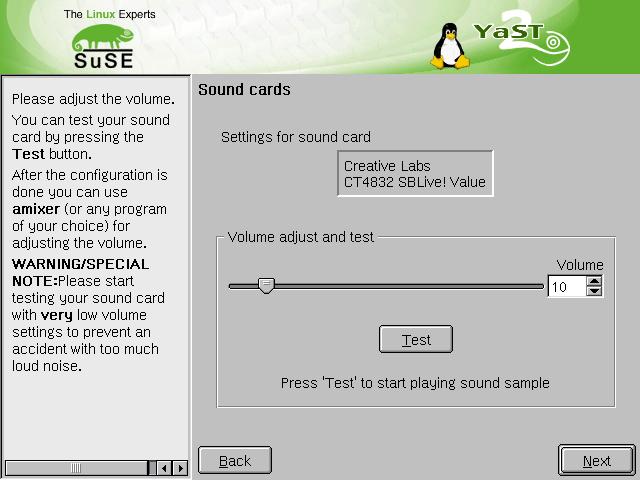 The Linux Experts
SuSE
YaST
2
Please adjust the volume.
You can test your sound
card by pressing the
Test button.
After the configuration is
done you can use
amixer (or any program
of your choice) for
adjusting the volume.
WARNING/SPECIAL
NOTE:Please start
testing your sound card
with very low volume
settings to prevent an
accident with too much
loud noise.
Sound cards
Settings for sound card
Creative Labs
CT4832 SBLive! Value
Volume adjust and test
Volume
10
Test
Press 'Test' to start playing sound sample
Back
Next